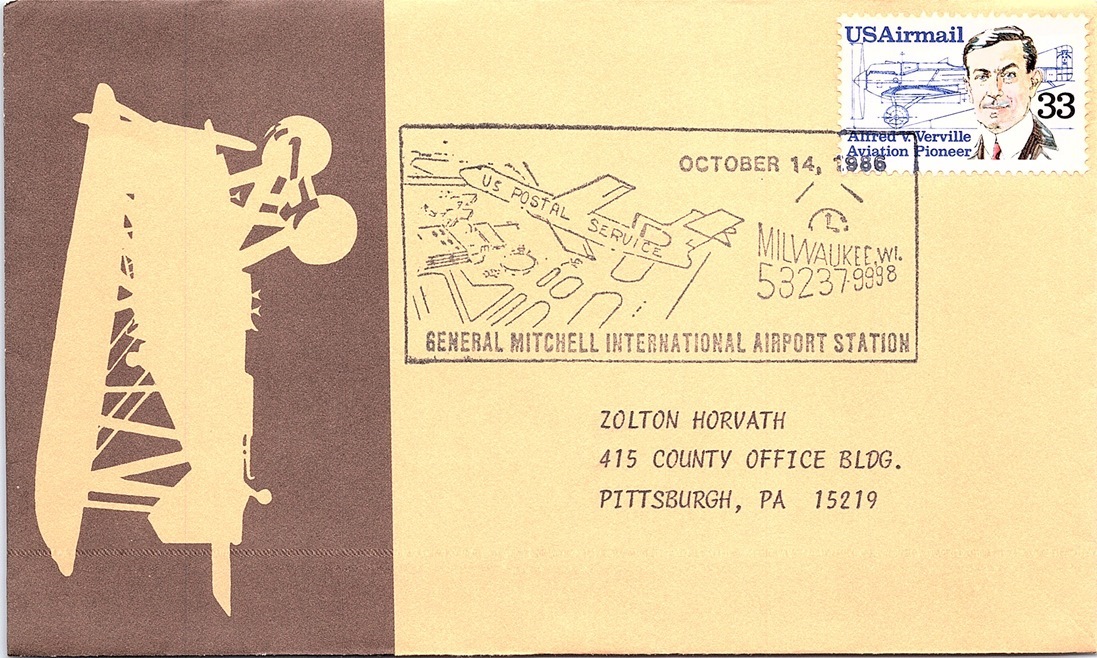 USAirmail
33
Alfred V. Verville
Aviation Pioneer
OCTOBER 14, 1986
US POSTAL
SERVICE
MILWAUKEE, WI.
53237-9998
GENERAL MITCHELL INTERNATIONAL AIRPORT STATION
ZOLTON HORVATH
415 COUNTY OFFICE BLDG.
PITTSBURGH, PA 15219